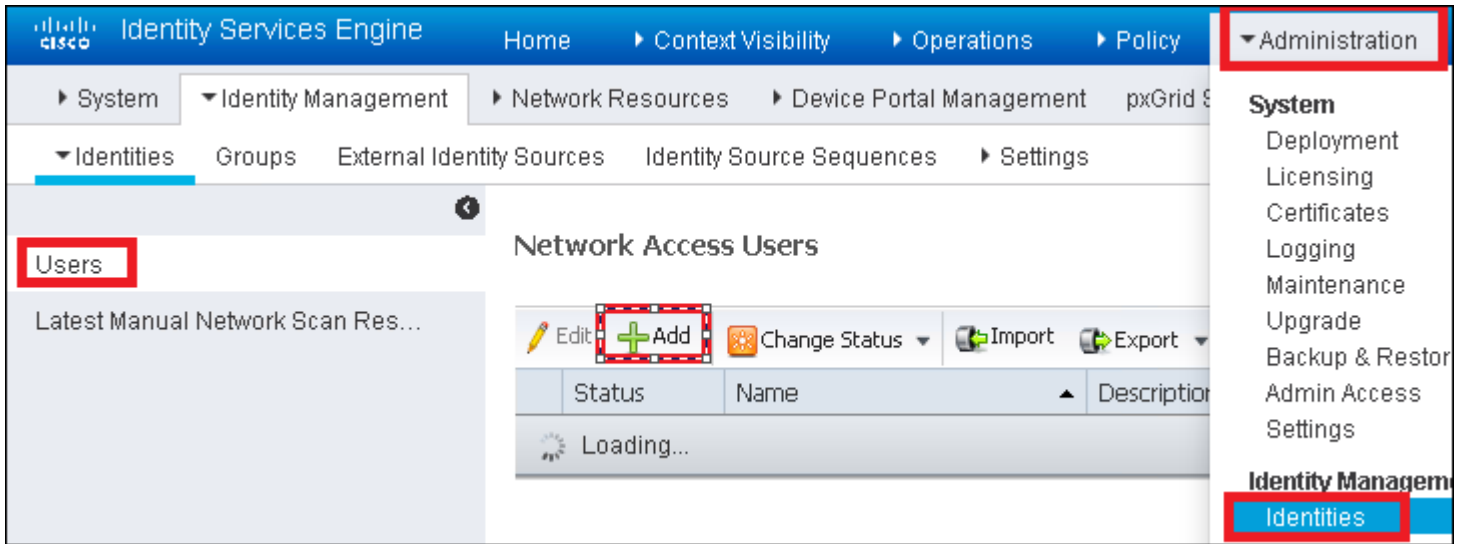 cisco Identity Services Engine Home Context Visibility Operations Policy Administration
System Identity Management Network Resources Device Portal Management pxGrid S
Identities Groups External Identity Sources Identity Source Sequences Settings
Users
Latest Manual Network Scan Res...
Network Access Users
Edit Add Change Status Import Export
Status Name Description
Loading...
System
Deployment
Licensing
Certificates
Logging
Maintenance
Upgrade
Backup & Restor
Admin Access
Settings
Identity Managem
Identities